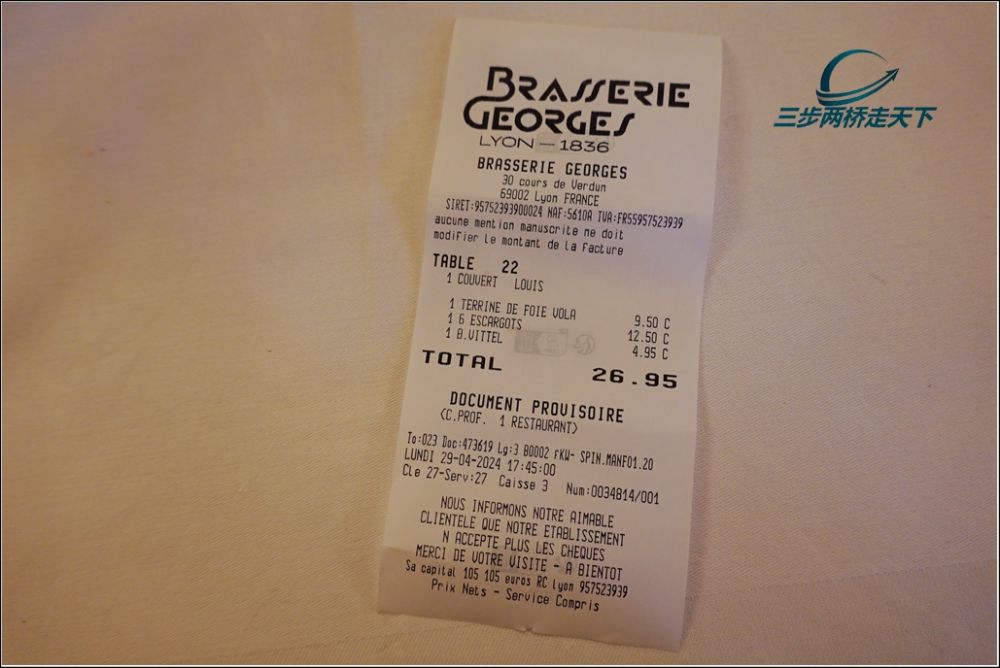 BRASSERIE
GEORGES
LYON — 1836
BRASSERIE GEORGES
30 cours de Verdun
69002 Lyon FRANCE
SIRET:95752393900024 NAF:5610A TVA:FR55957523939
aucune mention manuscrite ne doit
modifier le montant de la facture
TABLE 22
1 COUVERT LOUIS
1 TERRINE DE FOIE VOLA 9.50 C
1 6 ESCARGOTS 12.50 C
1 B.VITTEL 4.95 C
TOTAL 26.95
DOCUMENT PROVISOIRE
(C.PROF. 1 RESTAURANT)
To:023 Doc:473619 Lg:3 B0002 rKW- SPIN.MANF01.20
LUNDI 29-04-2024 17:45:00
Cle 27-Serv:27 Caisse 3 Num:0034814/001
NOUS INFORMONS NOTRE AIMABLE
CLIENTELE QUE NOTRE ETABLISSEMENT
N ACCEPTE PLUS LES CHEQUES
MERCI DE VOTRE VISITE - A BIENTOT
Sa capital 105 105 euros RC Lyon 957523939
Prix Nets - Service Compris
三步两桥走天下